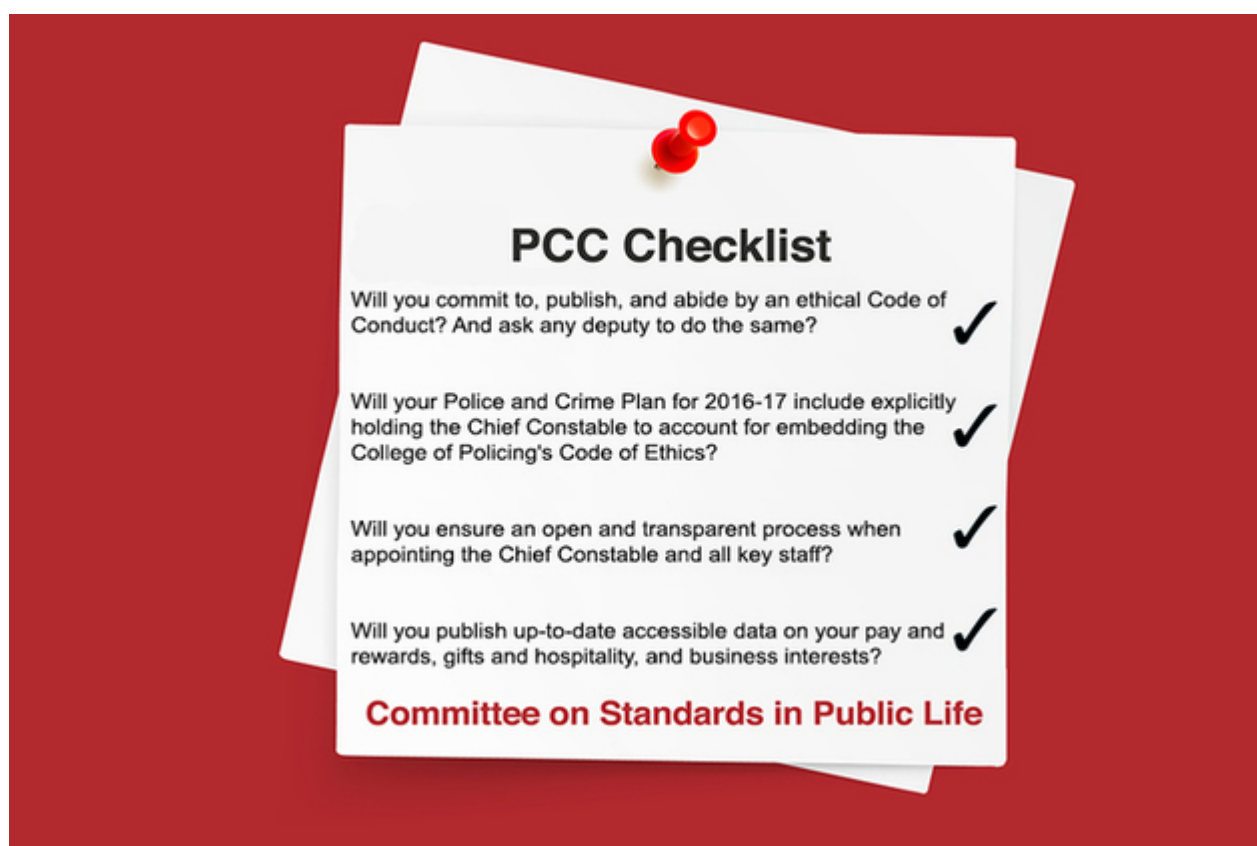 PCC Checklist
Will you commit to, publish, and abide by an ethical Code of
Conduct? And ask any deputy to do the same?
Will your Police and Crime Plan for 2016-17 include explicitly
holding the Chief Constable to account for embedding the
College of Policing's Code of Ethics?
Will you ensure an open and transparent process when
appointing the Chief Constable and all key staff?
Will you publish up-to-date accessible data on your pay and
rewards, gifts and hospitality, and business interests?
Committee on Standards in Public Life